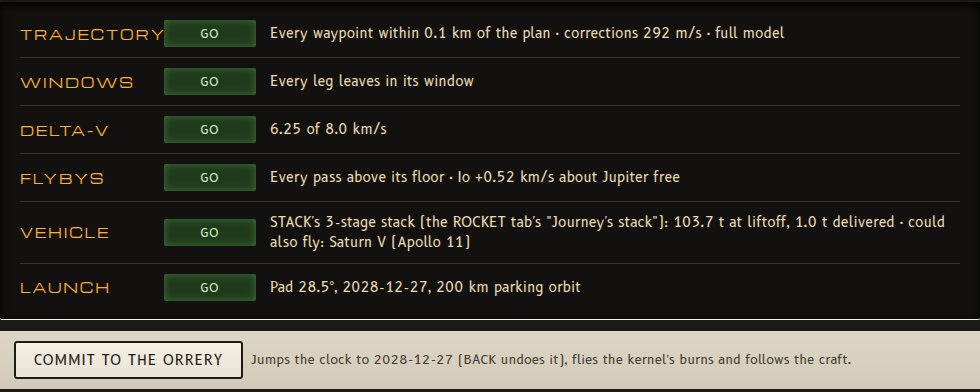 TRAJECTORY GO Every waypoint within 0.1 km of the plan · corrections 292 m/s · full model
WINDOWS GO Every leg leaves in its window
DELTA-V GO 6.25 of 8.0 km/s
FLYBYS GO Every pass above its floor · Io +0.52 km/s about Jupiter free
VEHICLE GO STACK's 3-stage stack (the ROCKET tab's "Journey's stack"): 103.7 t at liftoff, 1.0 t delivered · could
also fly: Saturn V (Apollo 11)
LAUNCH GO Pad 28.5°, 2028-12-27, 200 km parking orbit
COMMIT TO THE ORRERY Jumps the clock to 2028-12-27 (BACK undoes it), flies the kernel's burns and follows the craft.